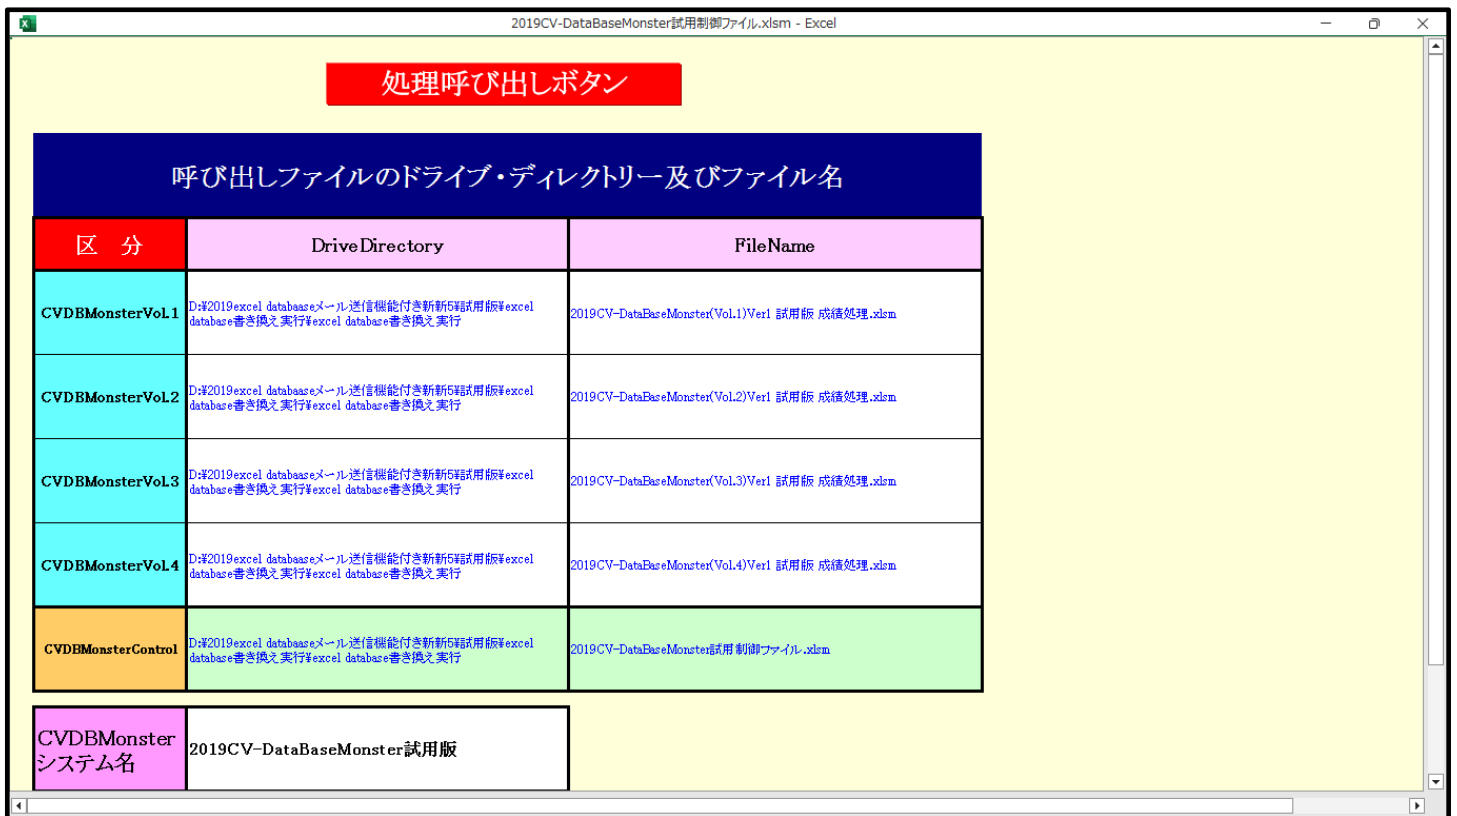 2019CV-DataBaseMonster試用制御ファイル.xlsm - Excel
処理呼び出しボタン
呼び出しファイルのドライブ・ディレクトリー及びファイル名
区　分
DriveDirectory
FileName
CVDBMonsterVol.1
D:¥2019excel databaaseメール送信機能付き新新5¥試用版¥excel
database書き換え実行¥excel database書き換え実行
2019CV-DataBaseMonster(Vol.1)Ver1 試用版 成績処理.xlsm
CVDBMonsterVol.2
D:¥2019excel databaaseメール送信機能付き新新5¥試用版¥excel
database書き換え実行¥excel database書き換え実行
2019CV-DataBaseMonster(Vol.2)Ver1 試用版 成績処理.xlsm
CVDBMonsterVol.3
D:¥2019excel databaaseメール送信機能付き新新5¥試用版¥excel
database書き換え実行¥excel database書き換え実行
2019CV-DataBaseMonster(Vol.3)Ver1 試用版 成績処理.xlsm
CVDBMonsterVol.4
D:¥2019excel databaaseメール送信機能付き新新5¥試用版¥excel
database書き換え実行¥excel database書き換え実行
2019CV-DataBaseMonster(Vol.4)Ver1 試用版 成績処理.xlsm
CVDBMonsterControl
D:¥2019excel databaaseメール送信機能付き新新5¥試用版¥excel
database書き換え実行¥excel database書き換え実行
2019CV-DataBaseMonster試用制御ファイル.xlsm
CVDBMonster
システム名
2019CV-DataBaseMonster試用版